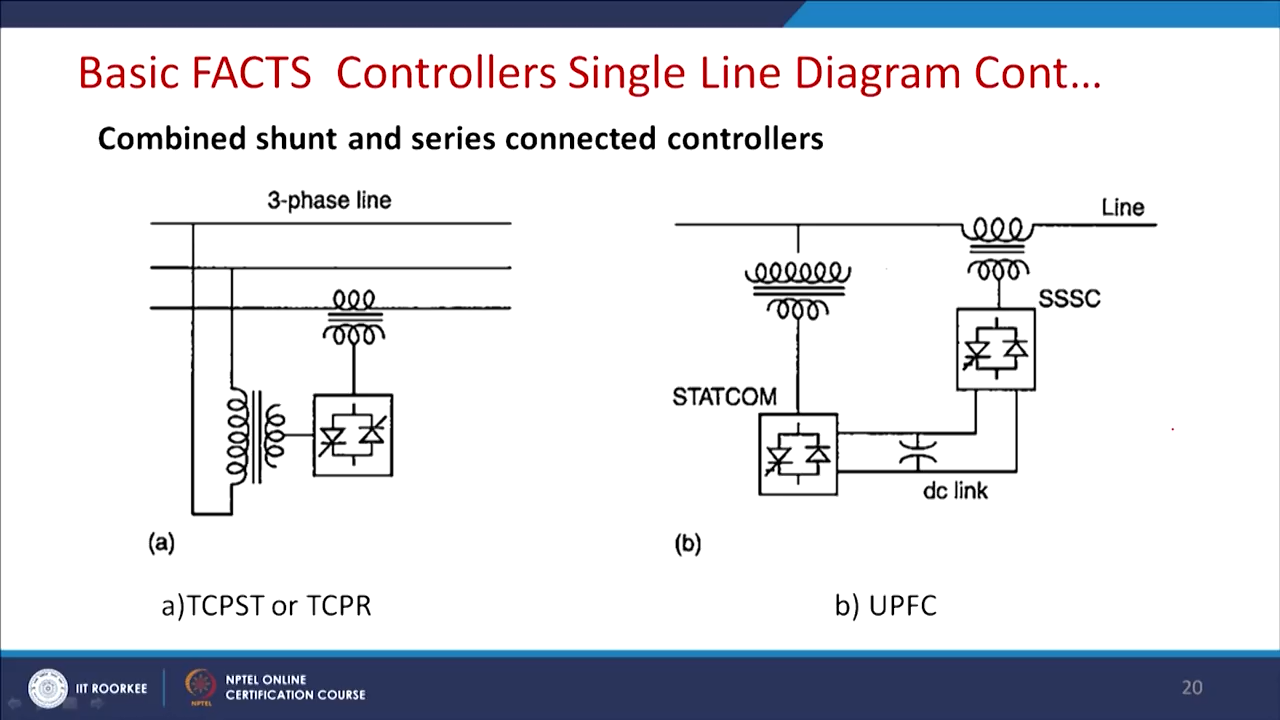 Basic FACTS Controllers Single Line Diagram Cont...
Combined shunt and series connected controllers
3-phase line
(a)
a)TCPST or TCPR
Line
SSSC
STATCOM
dc link
(b)
b) UPFC
IIT ROORKEE
NPTEL
NPTEL ONLINE
CERTIFICATION COURSE
20